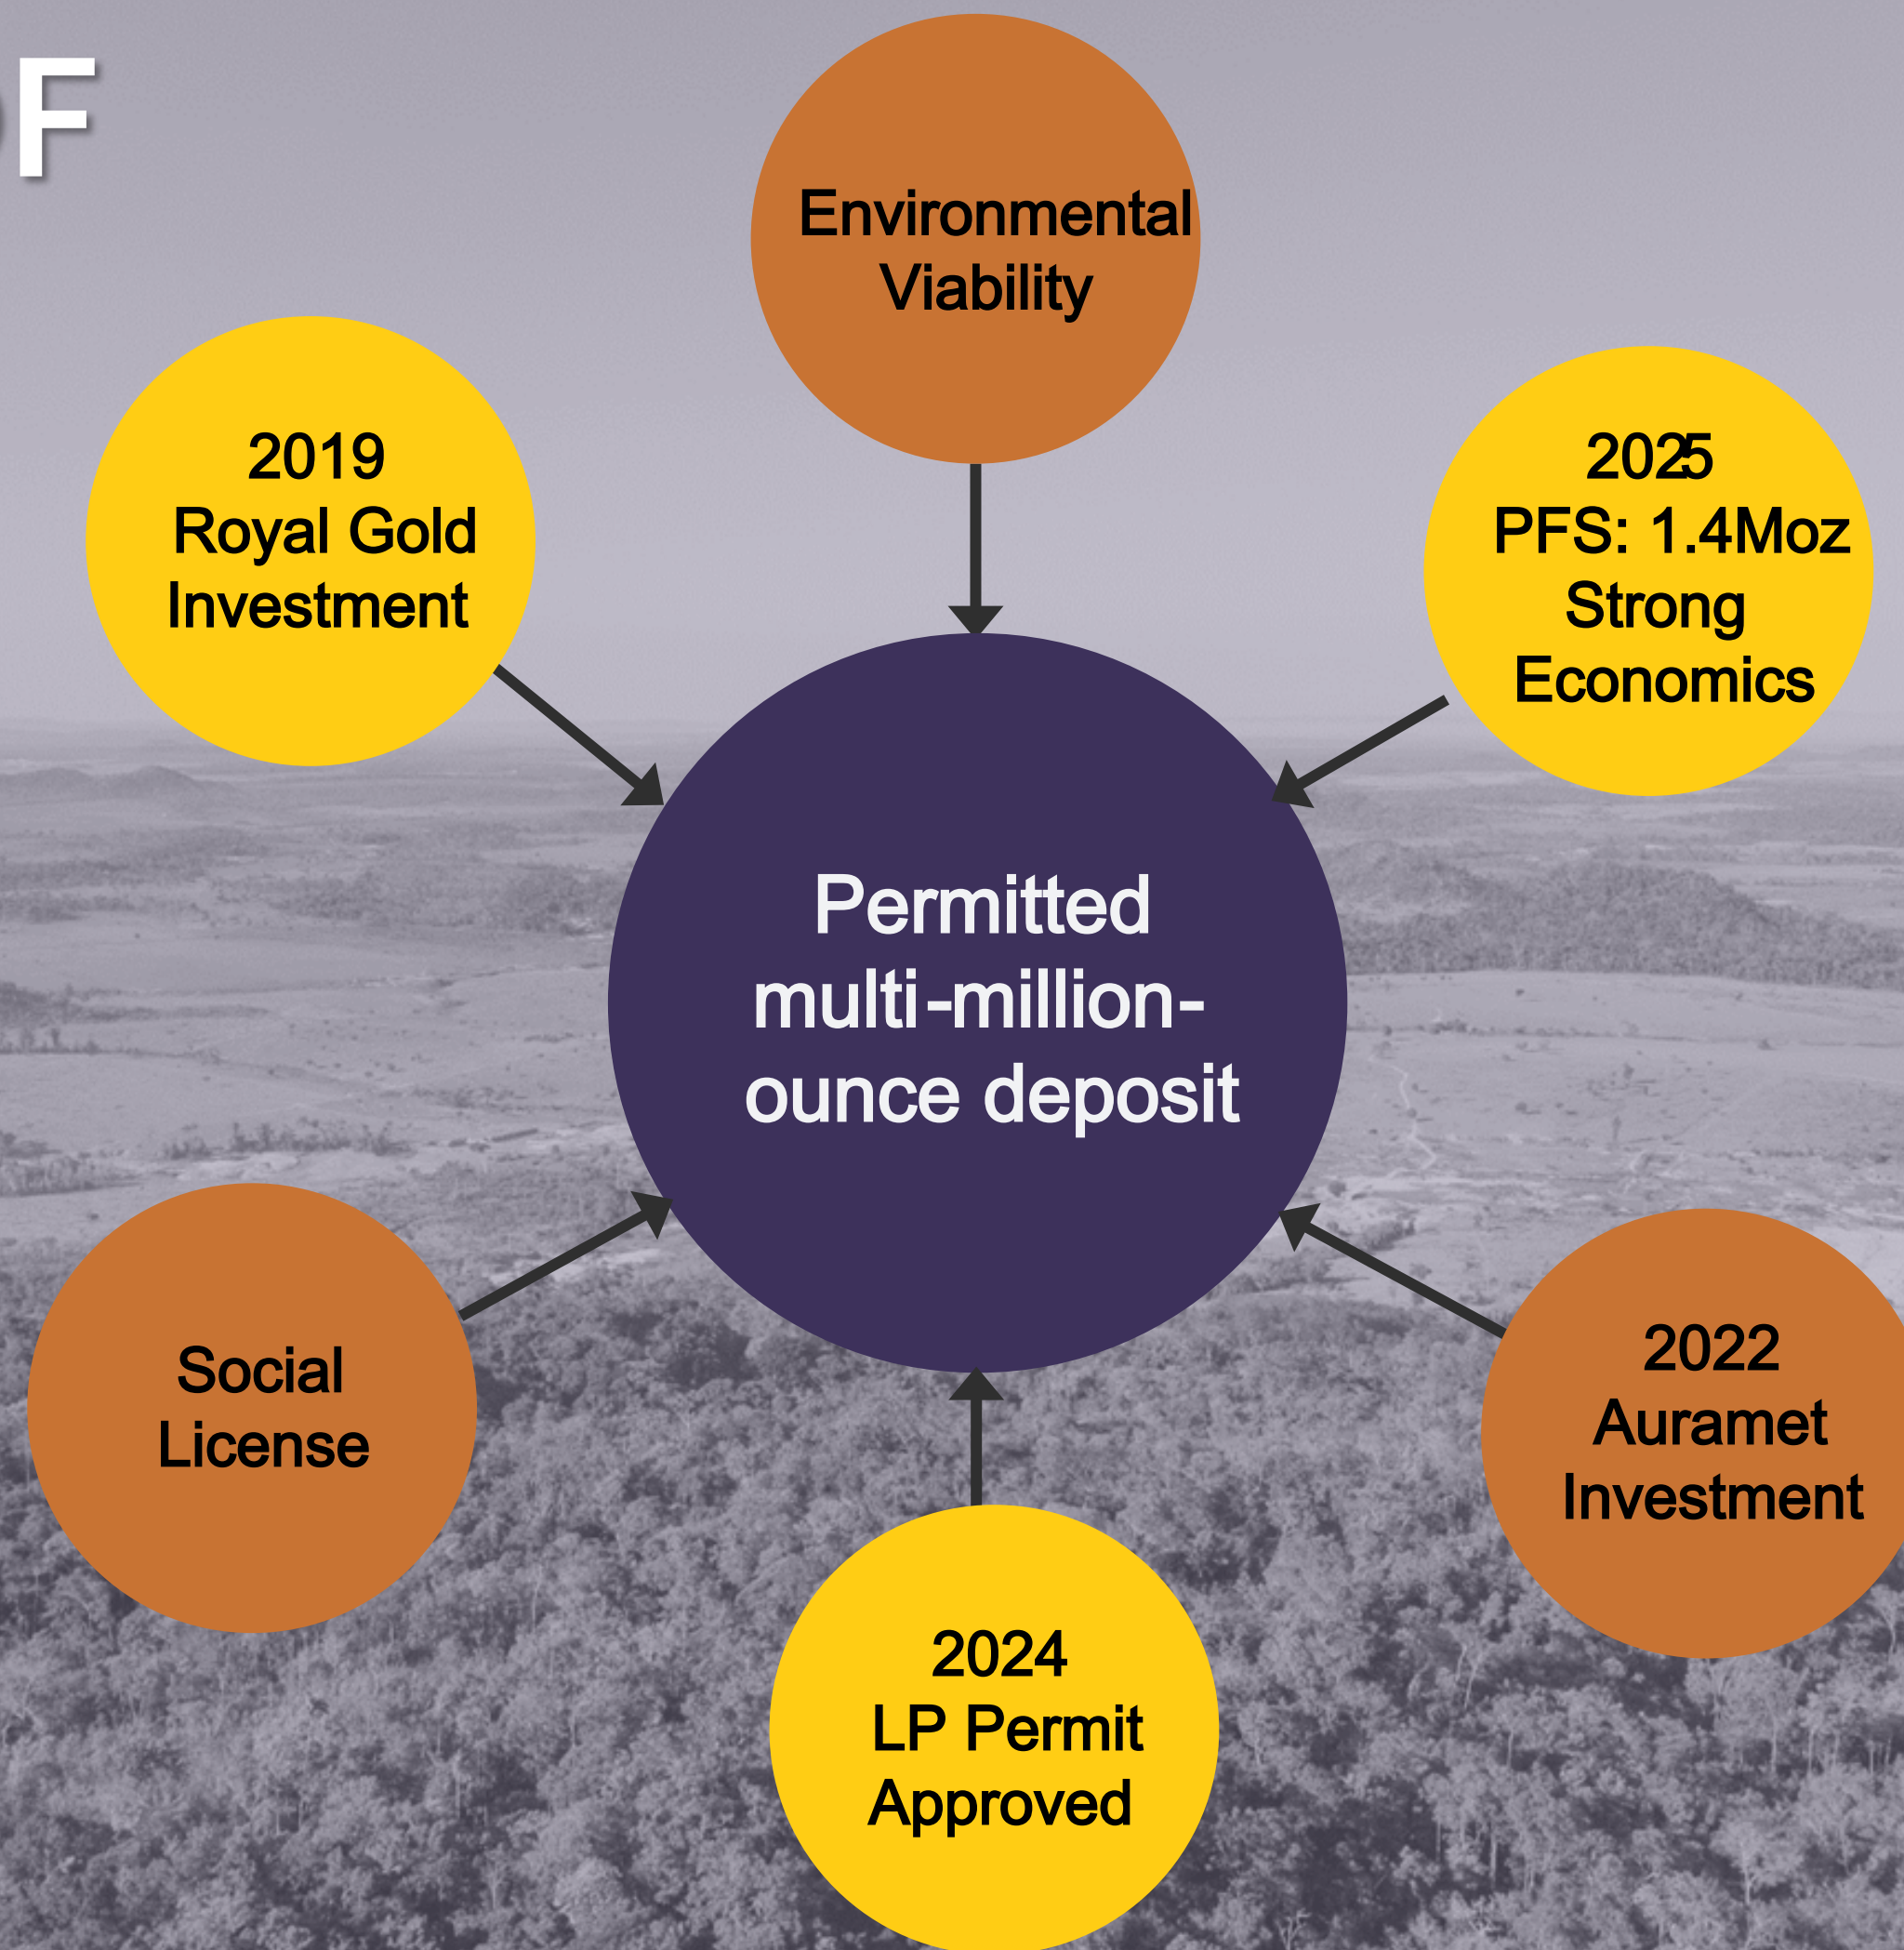 OF
Environmental
Viability
2019
Royal Gold
Investment
2025
PFS: 1.4Moz
Strong
Economics
Permitted
multi-million-
ounce deposit
Social
License
2022
Auramet
Investment
2024
LP Permit
Approved